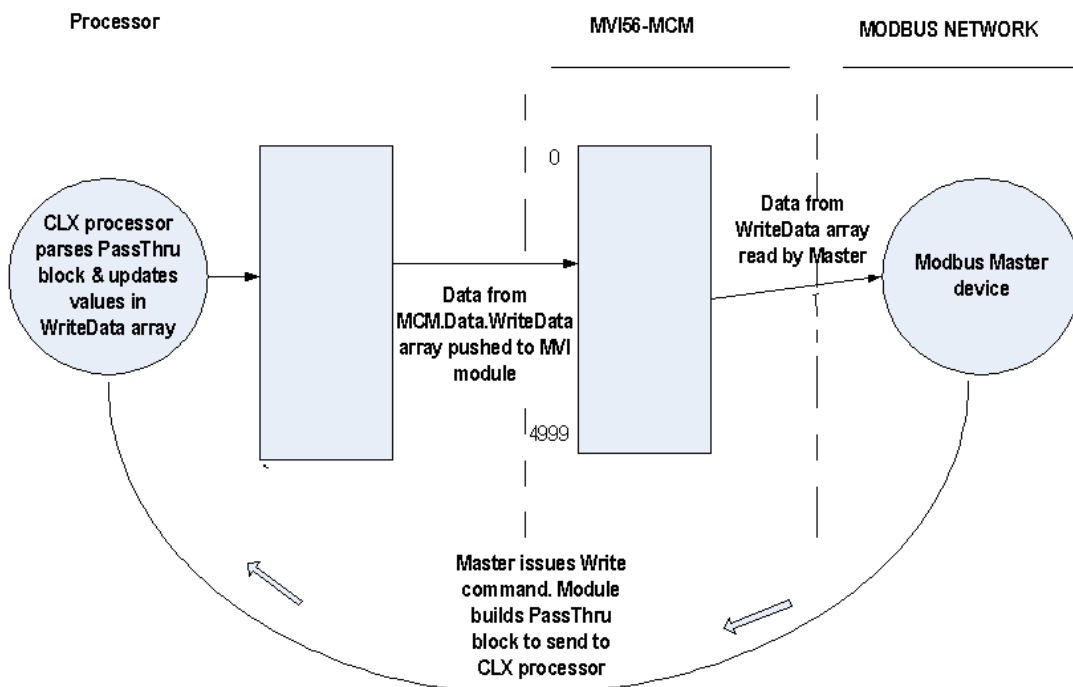 Processor
MVI56-MCM
MODBUS NETWORK
0
CLX processor
parses PassThru
block & updates
values in
WriteData array
Data from
MCM.Data.WriteData
array pushed to MVI
module
4999
Data from
WriteData array
read by Master
Modbus Master
device
Master issues Write
command. Module
builds PassThru
block to send to
CLX processor